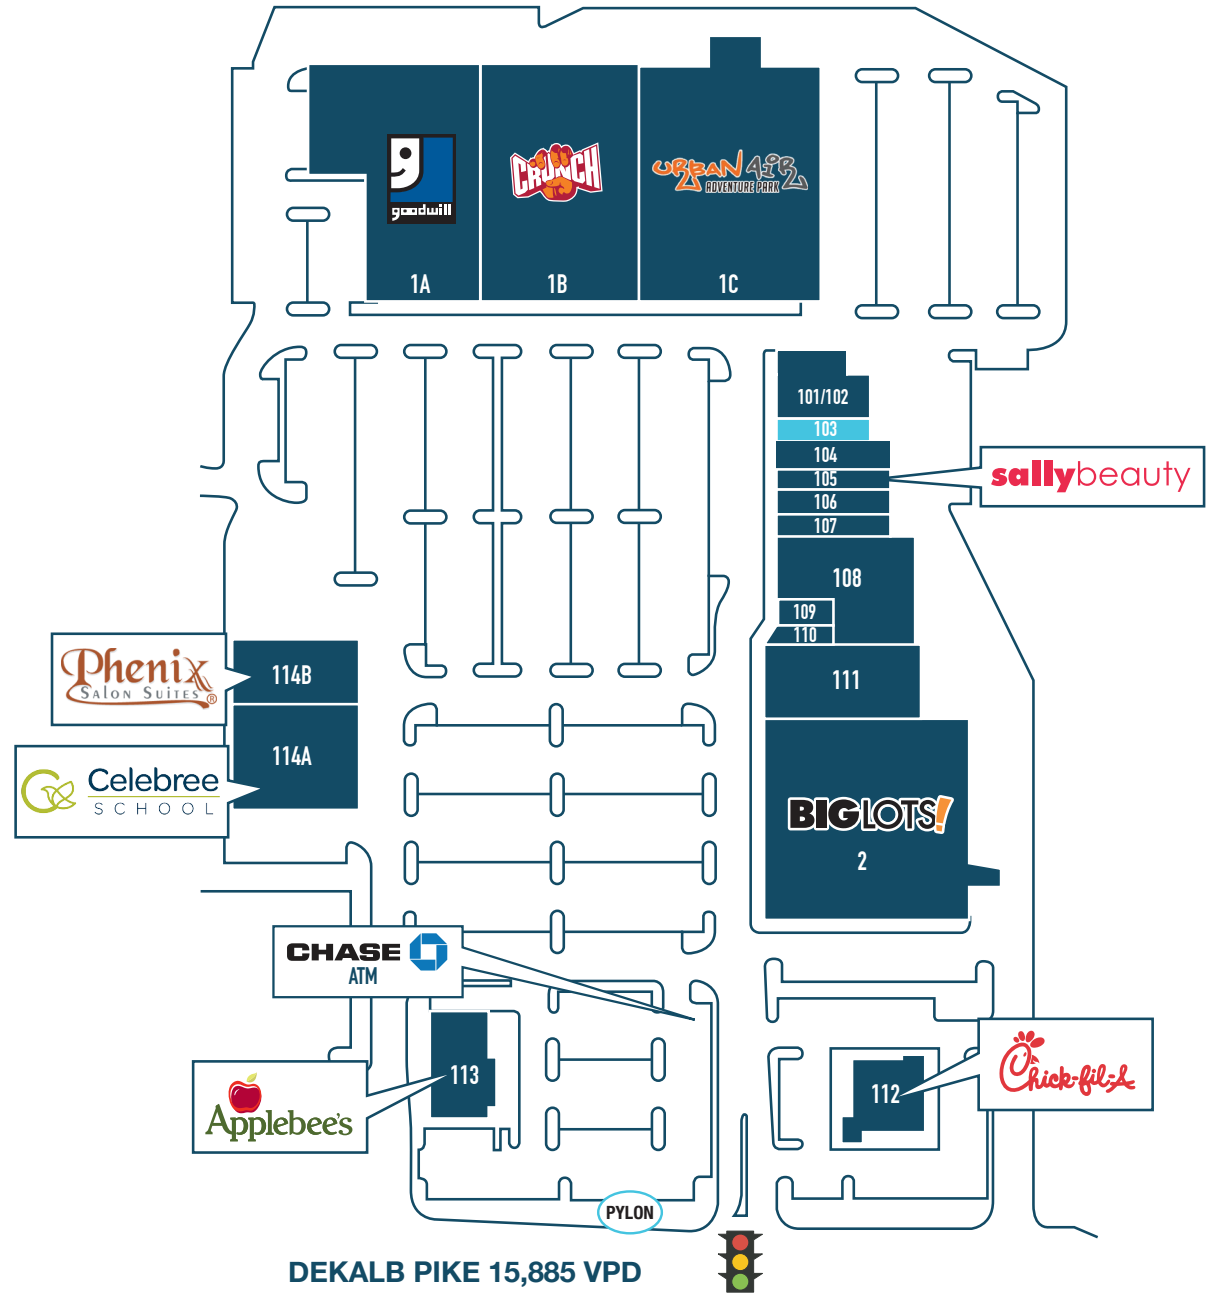 goodwill
CRUNCH
URBAN AIR
ADVENTURE PARK
1A
1B
1C
101/102
103
104
105
sallybeauty
106
107
108
109
110
Phenix
SALON SUITES®
114B
111
114A
Celebree
SCHOOL
BIG LOTS!
2
CHASE
ATM
113
Applebee's
112
Chick-fil-A
PYLON
DEKALB PIKE 15,885 VPD